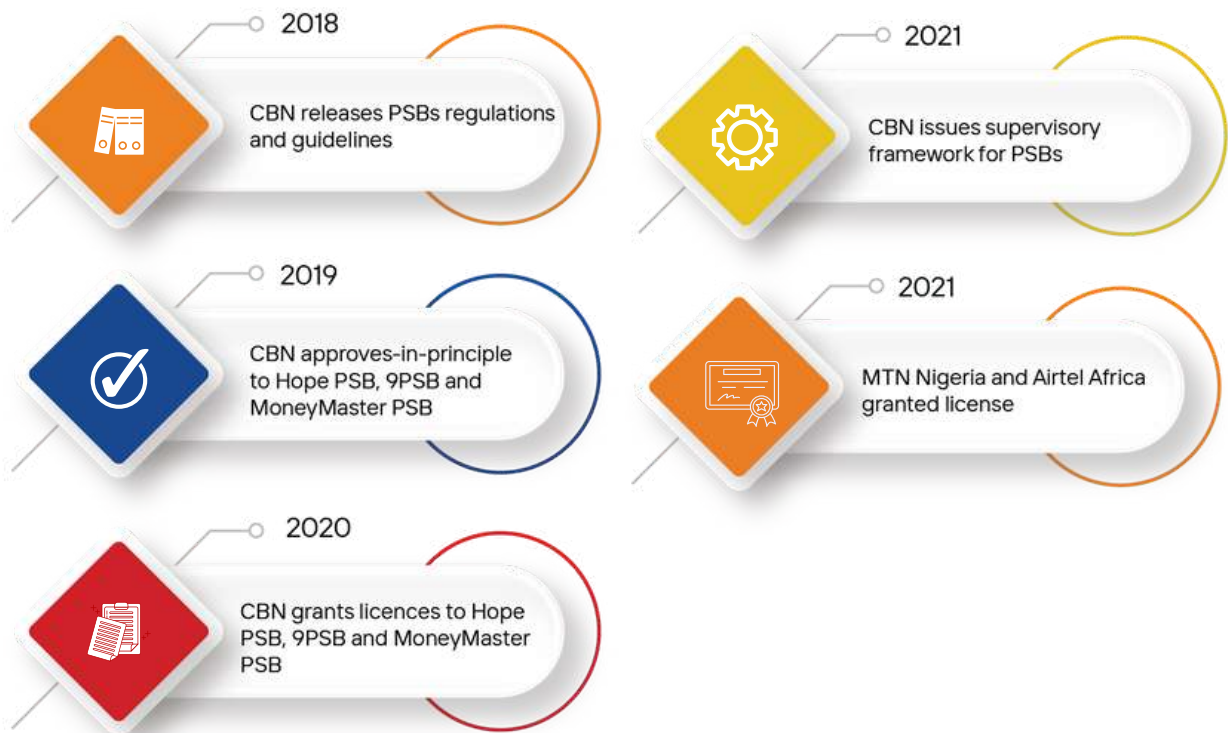 2018
CBN releases PSBs regulations
and guidelines
2019
CBN approves-in-principle
to Hope PSB, 9PSB and
MoneyMaster PSB
2020
CBN grants licences to Hope
PSB, 9PSB and MoneyMaster
PSB
2021
CBN issues supervisory
framework for PSBs
2021
MTN Nigeria and Airtel Africa
granted license